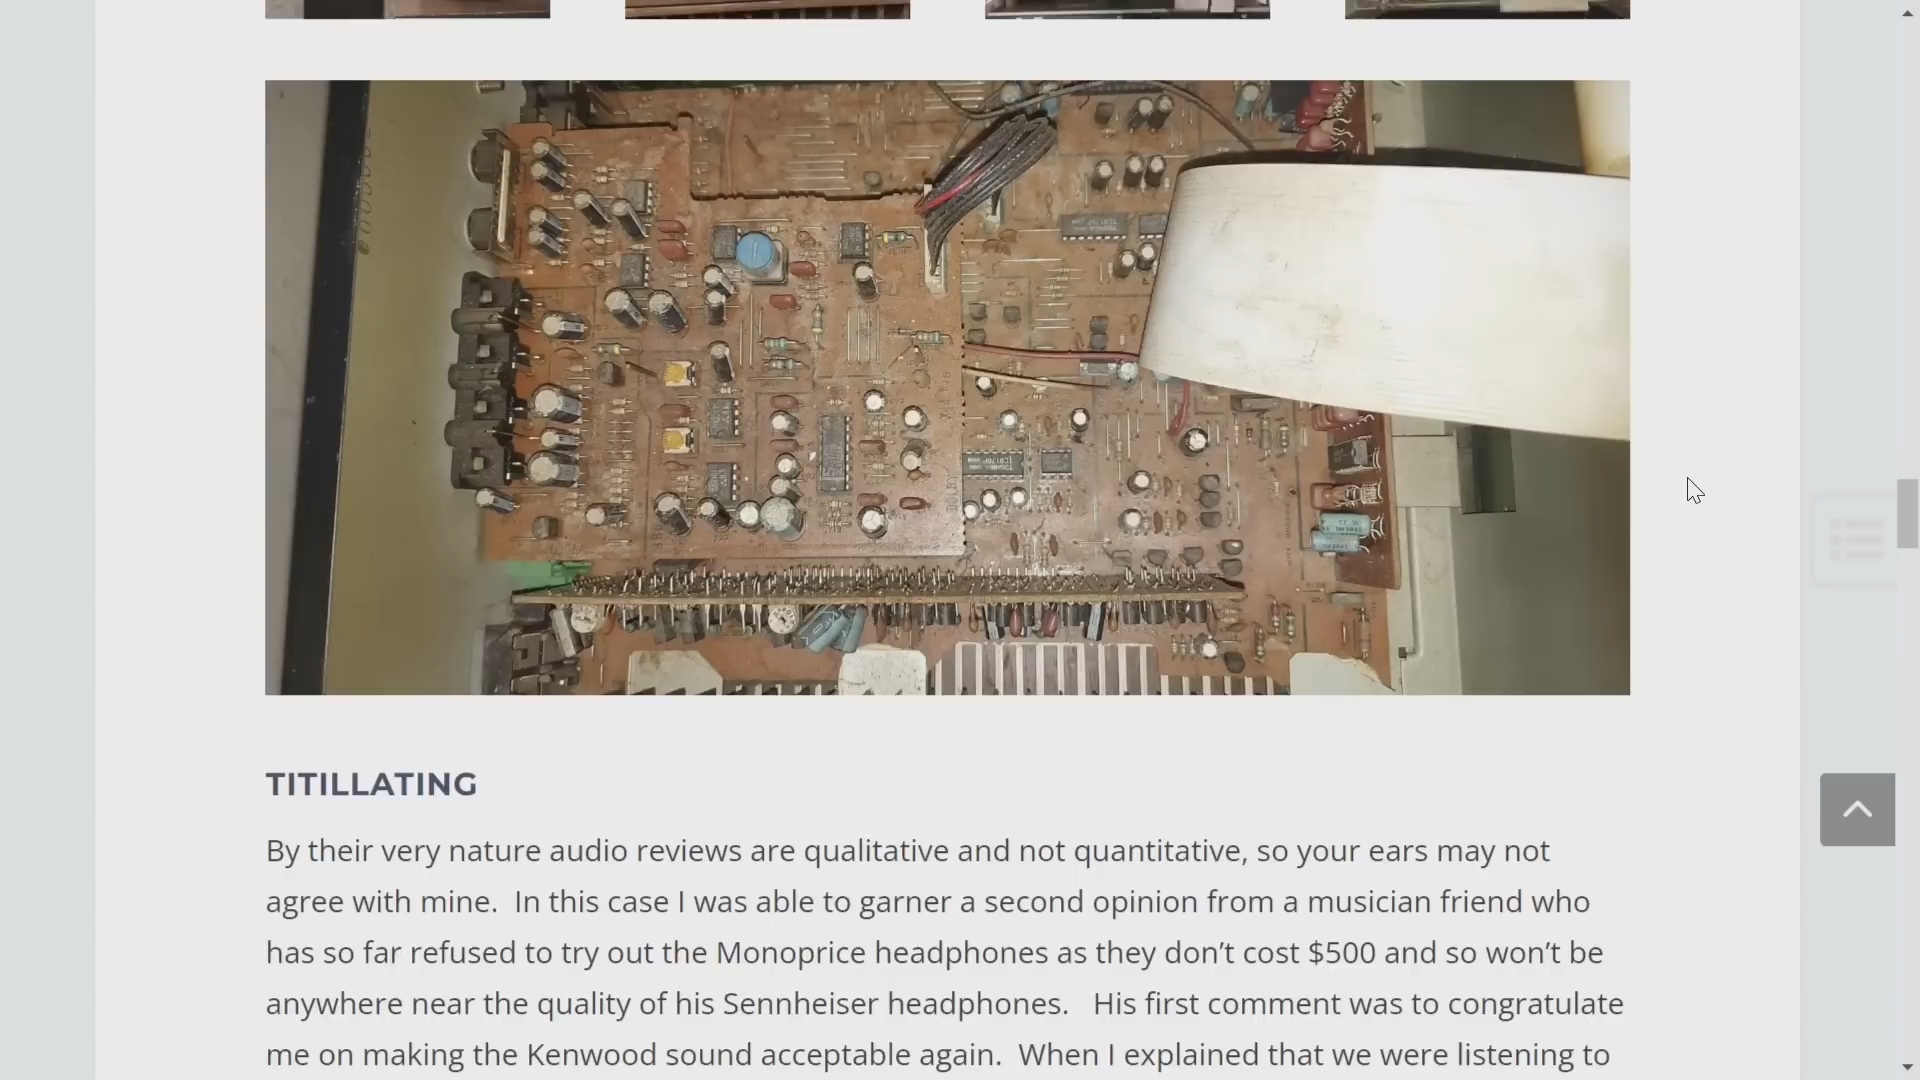 TITILLATING
By their very nature audio reviews are qualitative and not quantitative, so your ears may not
agree with mine.  In this case I was able to garner a second opinion from a musician friend who
has so far refused to try out the Monoprice headphones as they don’t cost $500 and so won’t be
anywhere near the quality of his Sennheiser headphones.   His first comment was to congratulate
me on making the Kenwood sound acceptable again.  When I explained that we were listening to